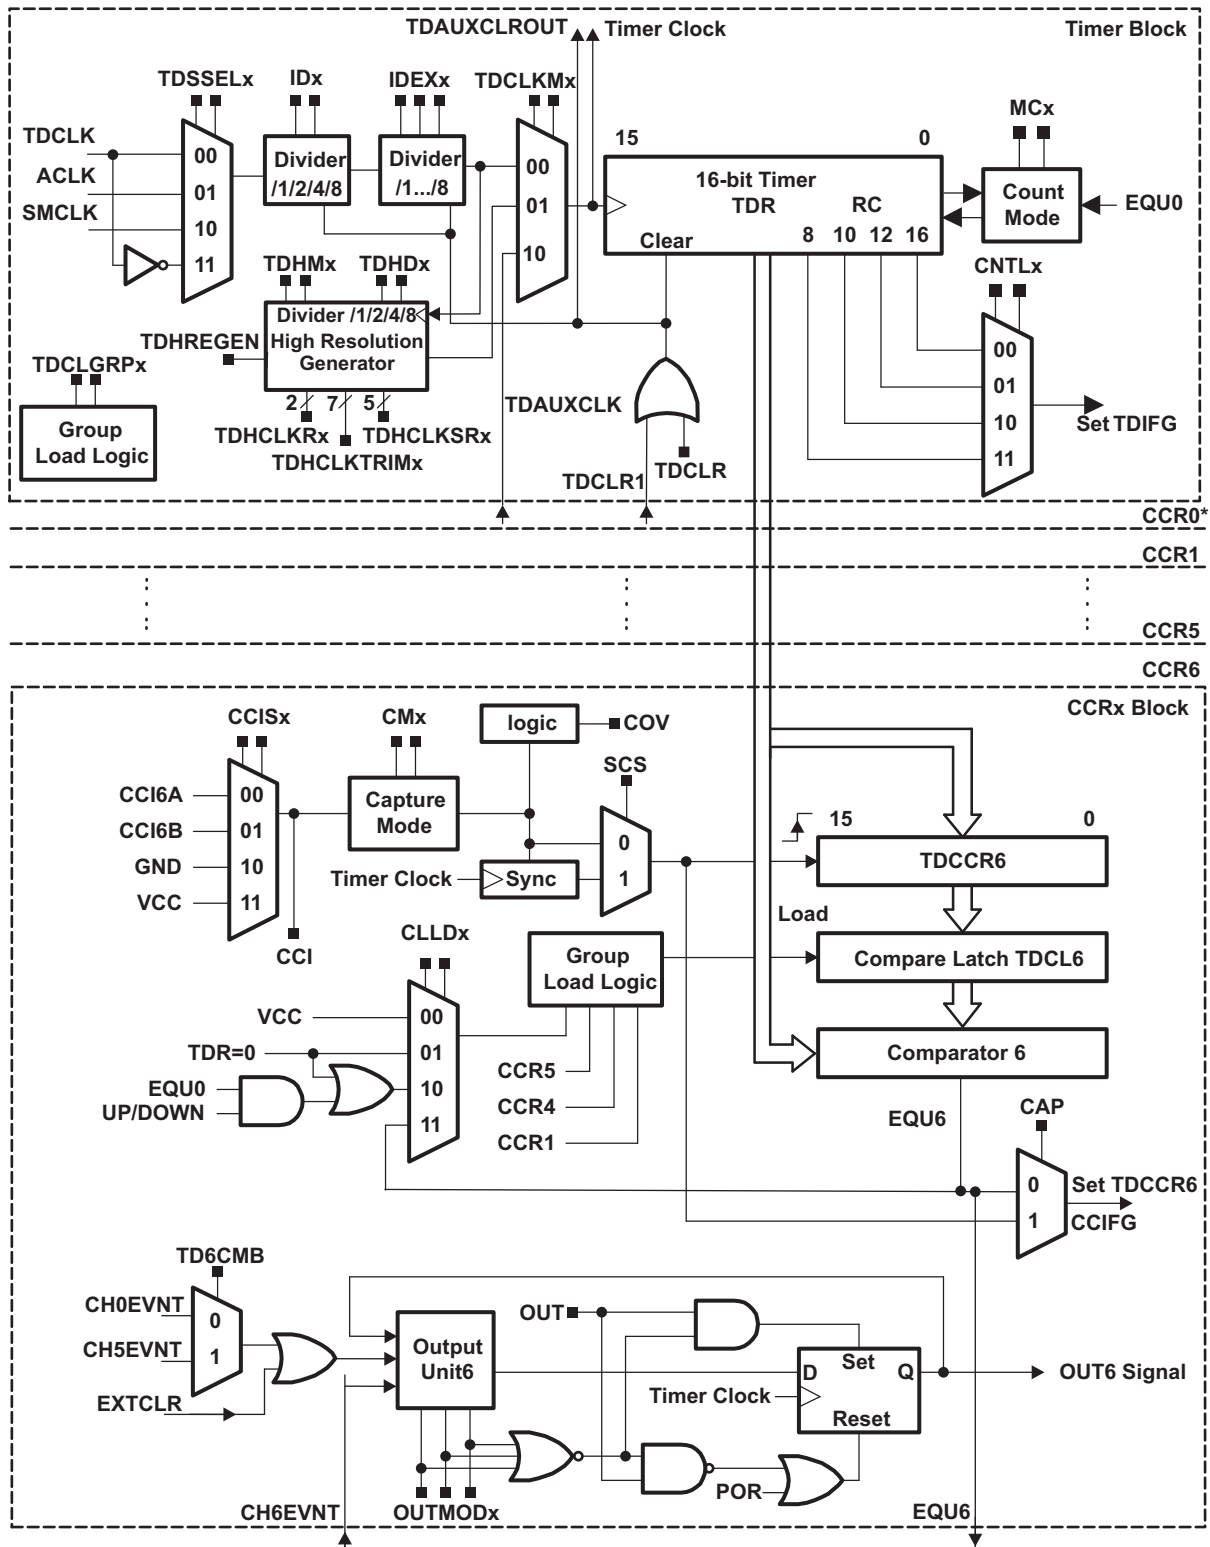 TDAUXCLROUT
Timer Clock
Timer Block
TDSSELx
IDx
IDEXx
TDCLKMx
MCx
TDCLK
ACLK
SMCLK
00
01
10
11
Divider
/1/2/4/8
Divider
/1.../8
00
01
10
15
0
16-bit Timer
TDR
RC
8
10
12
16
Clear
Count
Mode
EQU0
CNTLx
TDHMx
TDHDx
Divider /1/2/4/8
High Resolution
Generator
TDHREGEN
TDCLGRPx
Group
Load Logic
2
7
5
TDHCLKRx
TDHCLKSRx
TDHCLKTRIMx
TDAUXCLK
TDCLR1
TDCLR
00
01
10
11
Set TDIFG
CCR0*
CCR1
CCR5
CCR6
CCRx Block
CCISx
CMx
logic
COV
SCS
CCI6A
CCI6B
GND
VCC
00
01
10
11
Capture
Mode
Timer Clock
Sync
0
1
CCI
15
0
TDCCR6
Load
Compare Latch TDCL6
Comparator 6
CLLDx
Group
Load Logic
VCC
TDR=0
EQU0
UP/DOWN
00
01
10
11
CCR5
CCR4
CCR1
EQU6
CAP
0
1
Set TDCCR6
CCIFG
TD6CMB
CH0EVNT
CH5EVNT
0
1
EXTCLR
Output
Unit6
OUT
Timer Clock
D
Set
Q
Reset
OUT6 Signal
POR
CH6EVNT
OUTMODx
EQU6